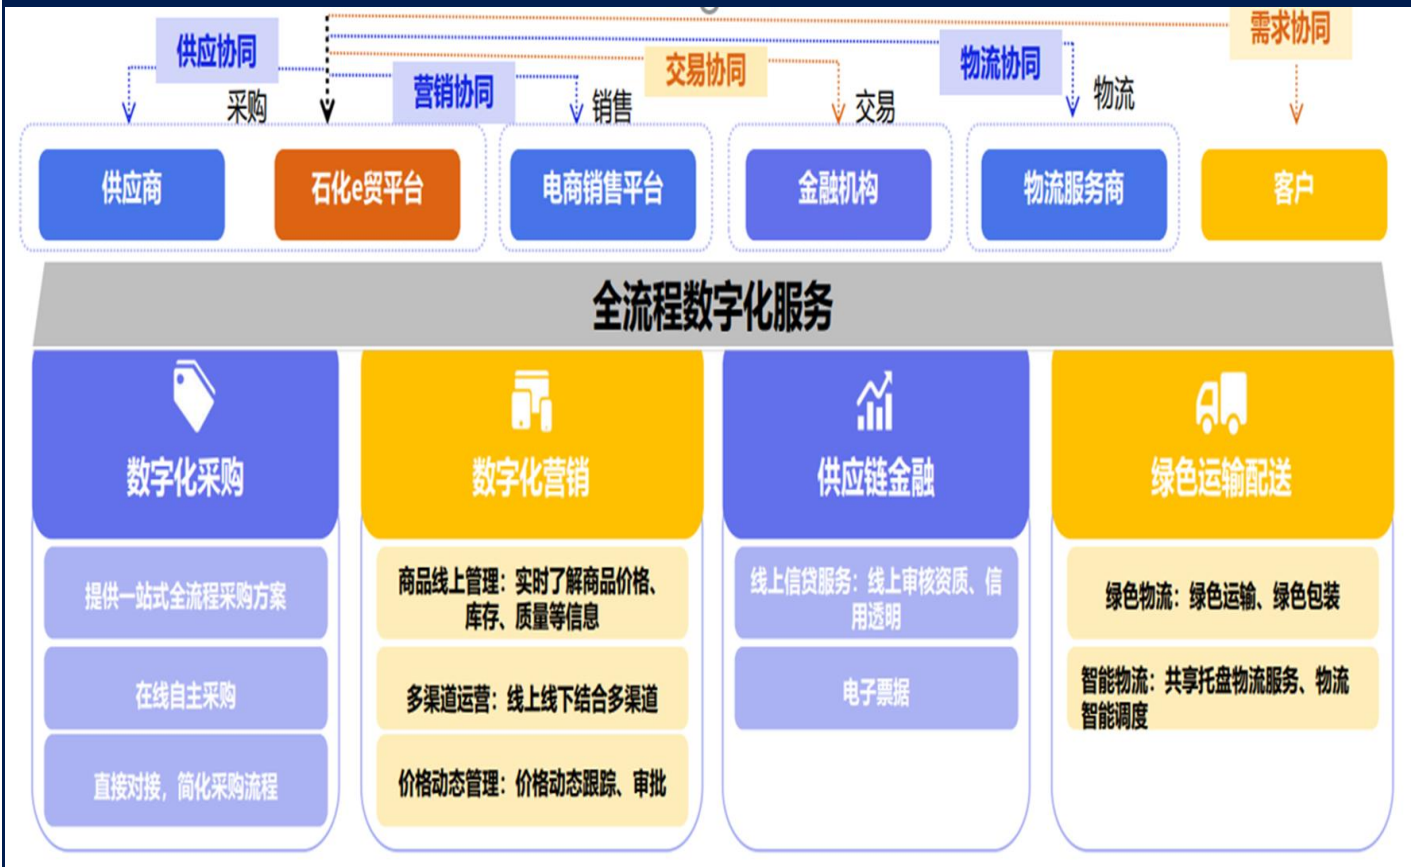 需求协同
供应协同
物流协同
交易协同
营销协同
采购
销售
交易
物流
供应商
石化e贸平台
电商销售平台
金融机构
物流服务商
客户
全流程数字化服务
数字化采购
提供一站式全流程采购方案
在线自主采购
直接对接，简化采购流程
数字化营销
商品线上管理：实时了解商品价格、
库存、质量等信息
多渠道运营：线上线下结合多渠道
价格动态管理：价格动态跟踪、审批
供应链金融
线上信贷服务：线上审核资质、信
用透明
电子票据
绿色运输配送
绿色物流：绿色运输、绿色包装
智能物流：共享托盘物流服务、物流
智能调度